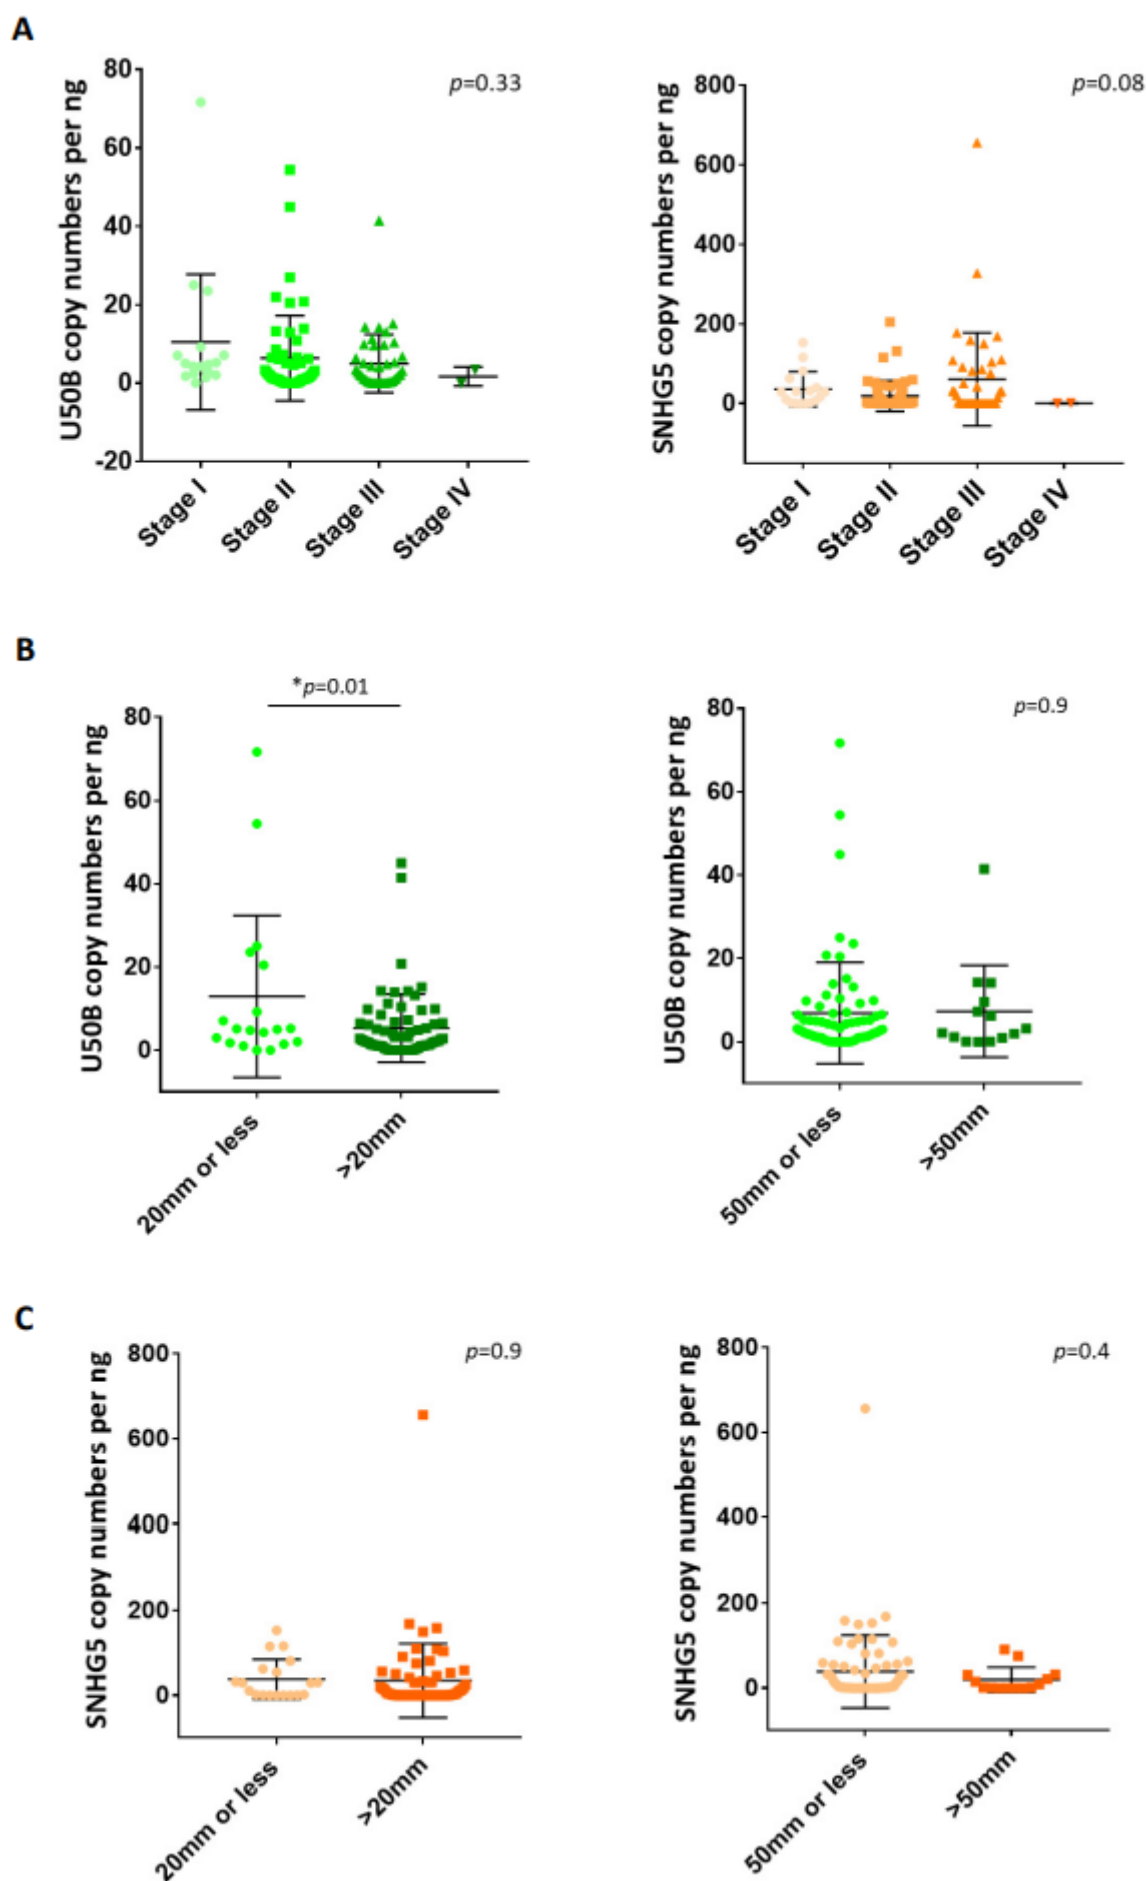 A
U50B copy numbers per ng
80
60
40
20
0
-20
p=0.33
Stage I
Stage II
Stage III
Stage IV
SNHG5 copy numbers per ng
800
600
400
200
0
p=0.08
Stage I
Stage II
Stage III
Stage IV
B
U50B copy numbers per ng
80
60
40
20
0
*p=0.01
20mm or less
>20mm
U50B copy numbers per ng
80
60
40
20
0
p=0.9
50mm or less
>50mm
C
SNHG5 copy numbers per ng
800
600
400
200
0
p=0.9
20mm or less
>20mm
SNHG5 copy numbers per ng
800
600
400
200
0
p=0.4
50mm or less
>50mm